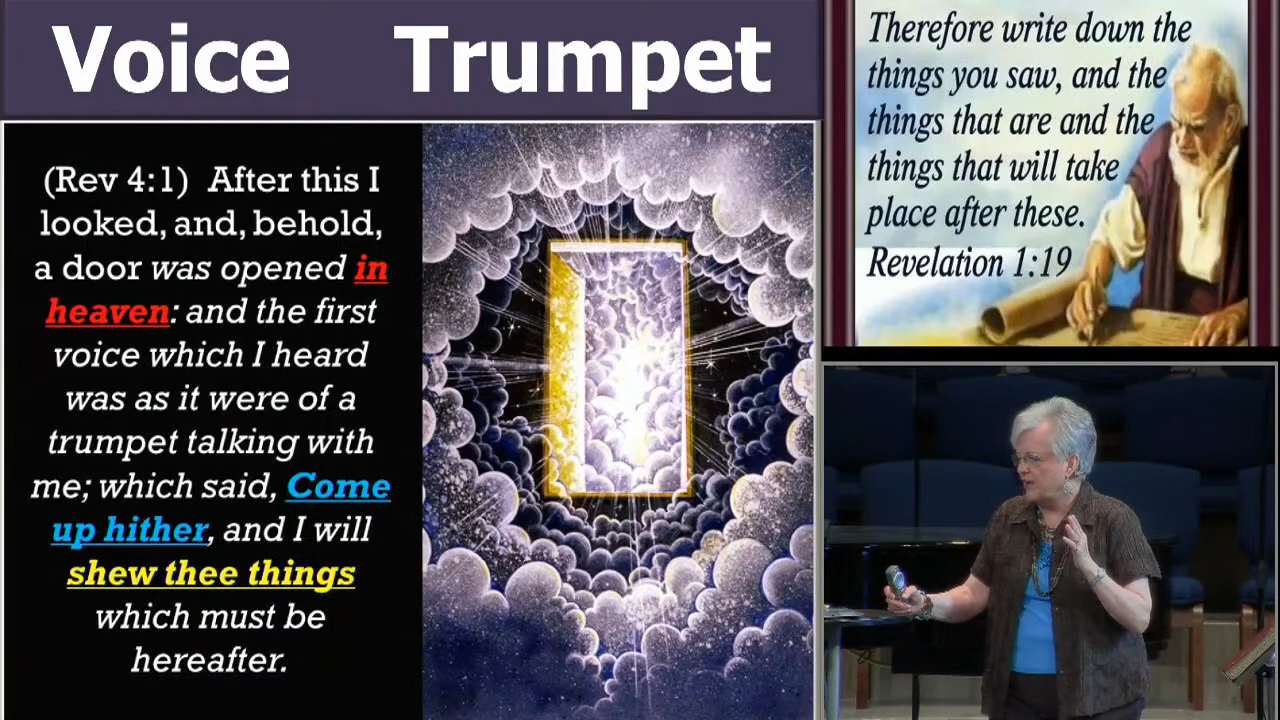 Voice Trumpet
(Rev 4:1) After this I
looked, and, behold,
a door was opened in
heaven: and the first
voice which I heard
was as it were of a
trumpet talking with
me; which said, Come
up hither, and I will
shew thee things
which must be
hereafter.
Therefore write down the
things you saw, and the
things that are and the
things that will take
place after these.
Revelation 1:19